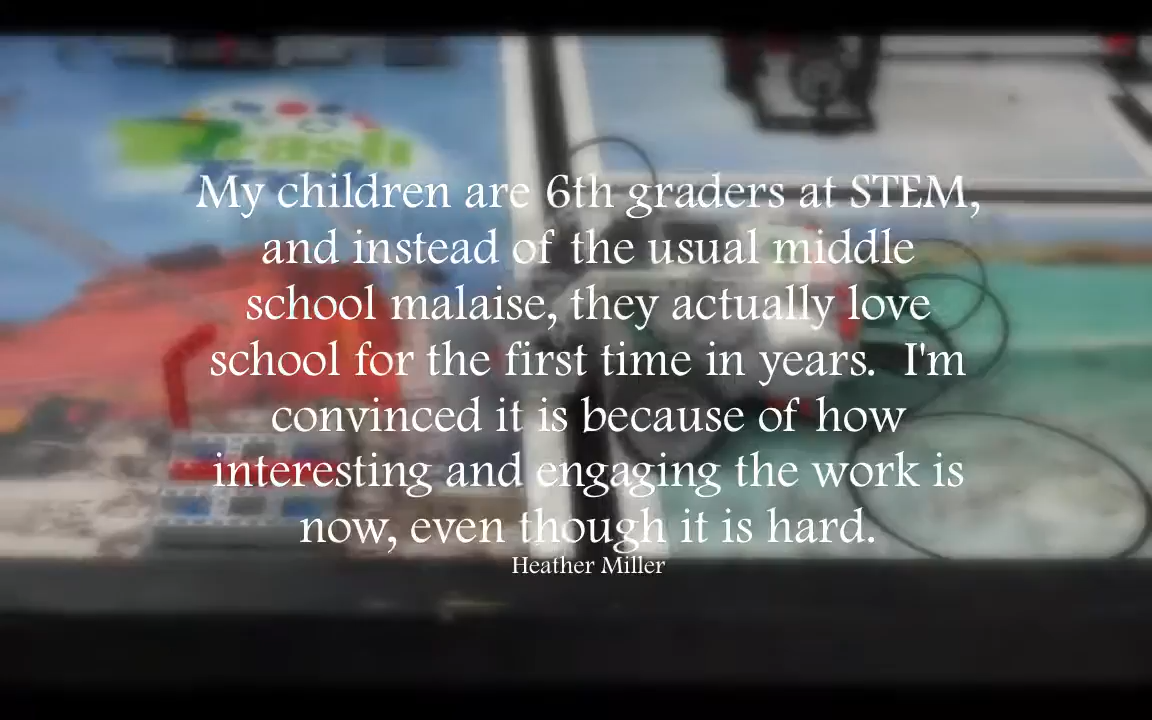 My children are 6th graders at STEM,
and instead of the usual middle
school malaise, they actually love
school for the first time in years.  I'm
convinced it is because of how
interesting and engaging the work is
now, even though it is hard.
Heather Miller